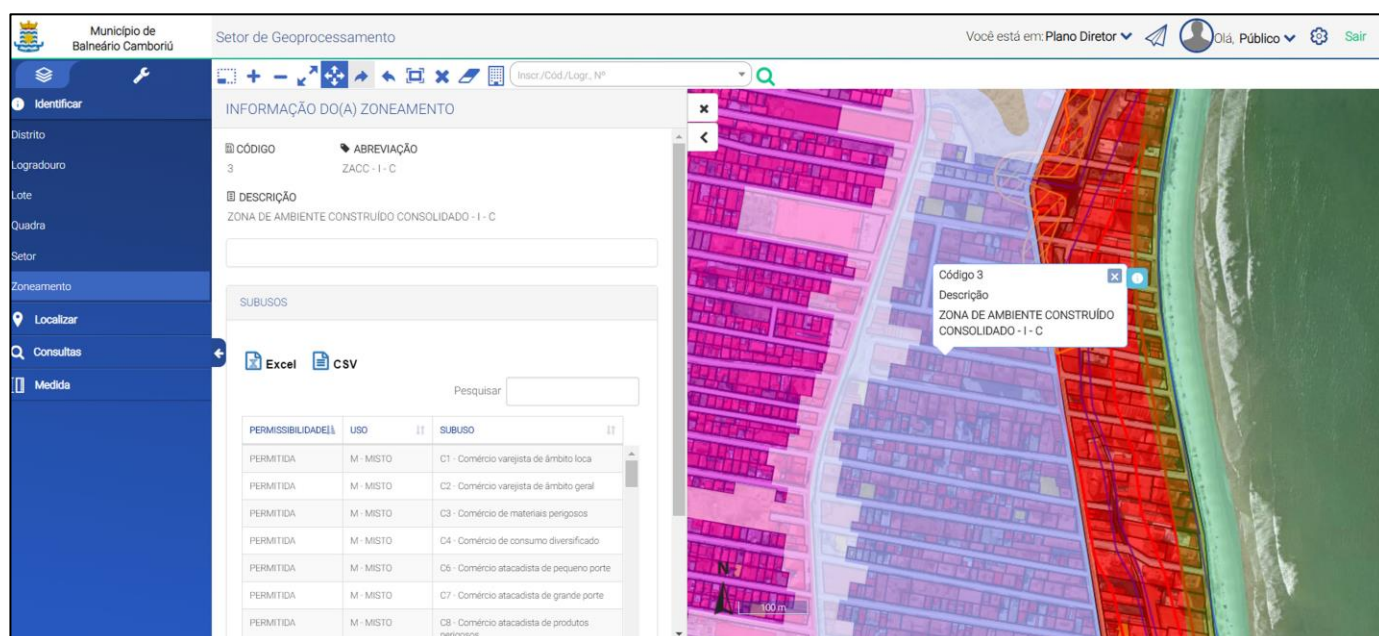 Município de
Balneário Camboriú
Setor de Geoprocessamento
Você está em: Plano Diretor
Olá, Público
Sair
Inscr./Cód./Logr., Nº
Identificar
Distrito
Logradouro
Lote
Quadra
Setor
Zoneamento
Localizar
Consultas
Medida
INFORMAÇÃO DO(A) ZONEAMENTO
CÓDIGO ABREVIAÇÃO
3 ZACC - I - C
DESCRIÇÃO
ZONA DE AMBIENTE CONSTRUÍDO CONSOLIDADO - I - C
SUBUSOS
Excel CSV
Pesquisar
PERMISSIBILIDADE USO SUBUSO
PERMITIDA M - MISTO C1 - Comércio varejista de âmbito loca
PERMITIDA M - MISTO C2 - Comércio varejista de âmbito geral
PERMITIDA M - MISTO C3 - Comércio de materiais perigosos
PERMITIDA M - MISTO C4 - Comércio de consumo diversificado
PERMITIDA M - MISTO C6 - Comércio atacadista de pequeno porte
PERMITIDA M - MISTO C7 - Comércio atacadista de grande porte
PERMITIDA M - MISTO C8 - Comércio atacadista de produtos
perigosos
Código 3
Descrição
ZONA DE AMBIENTE CONSTRUÍDO
CONSOLIDADO - I - C
N
100 m